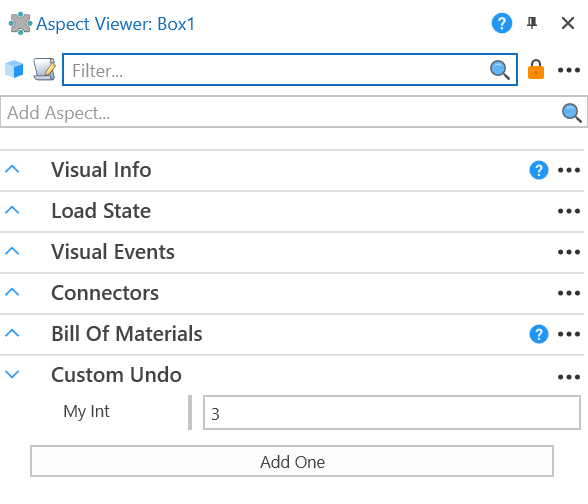 Aspect Viewer: Box1
?
Filter...
Add Aspect...
Visual Info
?
Load State
Visual Events
Connectors
Bill Of Materials
?
Custom Undo
My Int
3
Add One